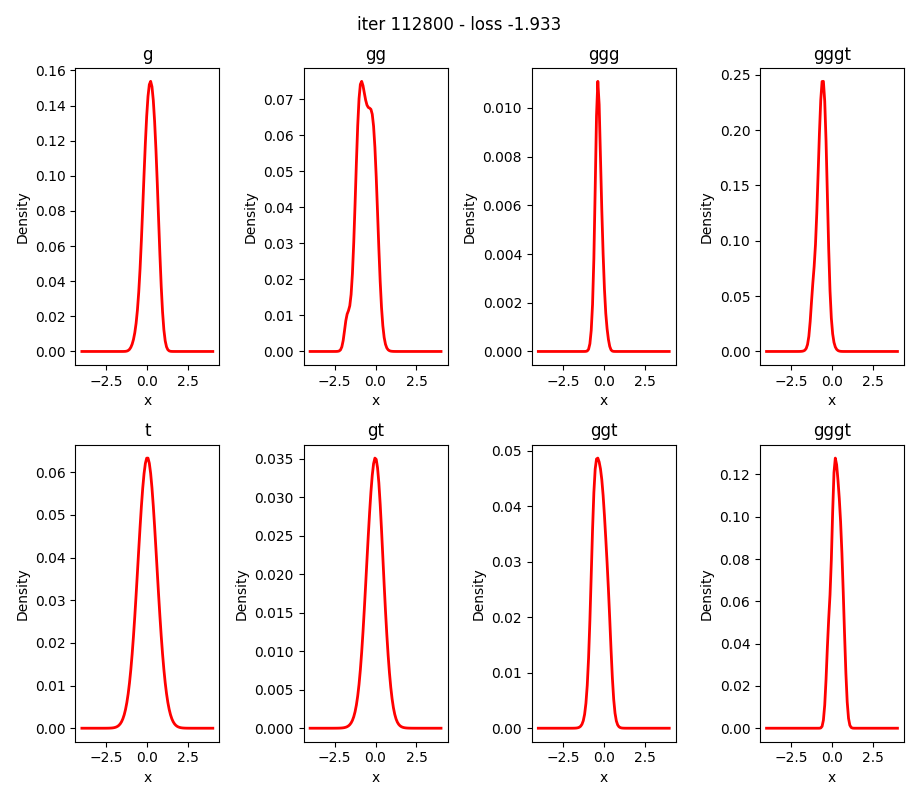 iter 112800 - loss -1.933
g
gg
ggg
gggt
0.16
0.14
0.12
0.10
0.08
0.06
0.04
0.02
0.00
Density
−2.5 0.0 2.5
x
0.07
0.06
0.05
0.04
0.03
0.02
0.01
0.00
Density
−2.5 0.0 2.5
x
0.010
0.008
0.006
0.004
0.002
0.000
Density
−2.5 0.0 2.5
x
0.25
0.20
0.15
0.10
0.05
0.00
Density
−2.5 0.0 2.5
x
t
gt
ggt
gggt
0.06
0.05
0.04
0.03
0.02
0.01
0.00
Density
−2.5 0.0 2.5
x
0.035
0.030
0.025
0.020
0.015
0.010
0.005
0.000
Density
−2.5 0.0 2.5
x
0.05
0.04
0.03
0.02
0.01
0.00
Density
−2.5 0.0 2.5
x
0.12
0.10
0.08
0.06
0.04
0.02
0.00
Density
−2.5 0.0 2.5
x